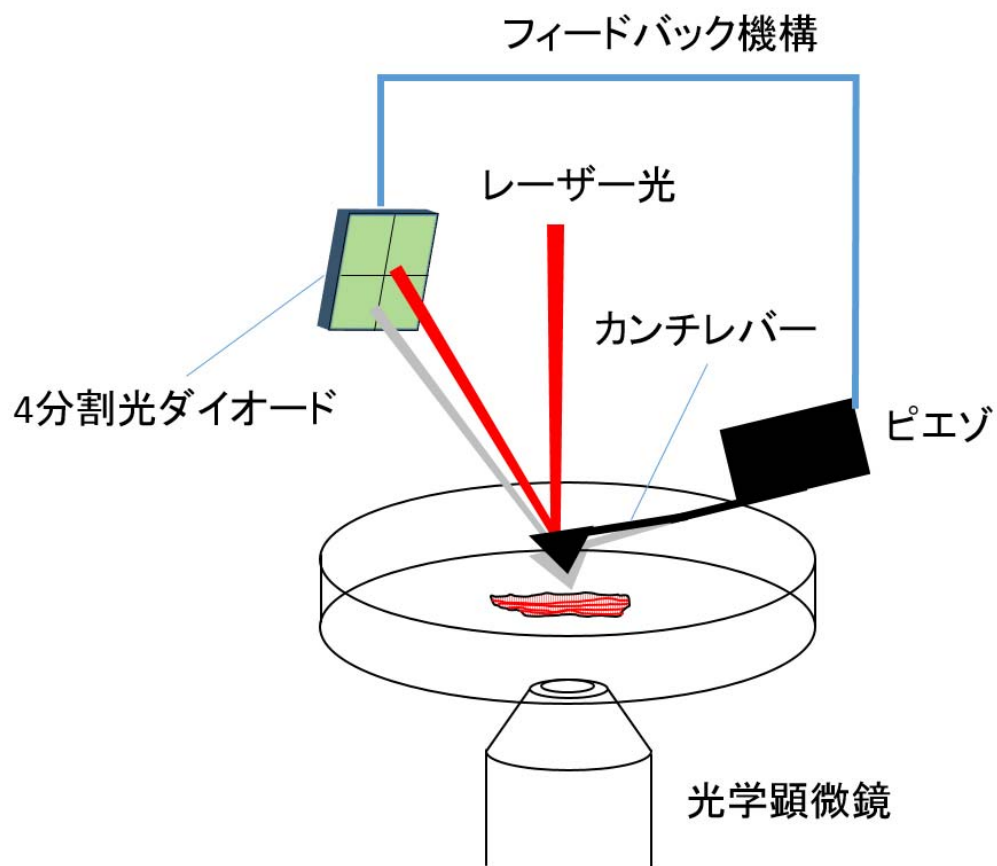 フィードバック機構
レーザー光
カンチレバー
4分割光ダイオード
ピエゾ
光学顕微鏡